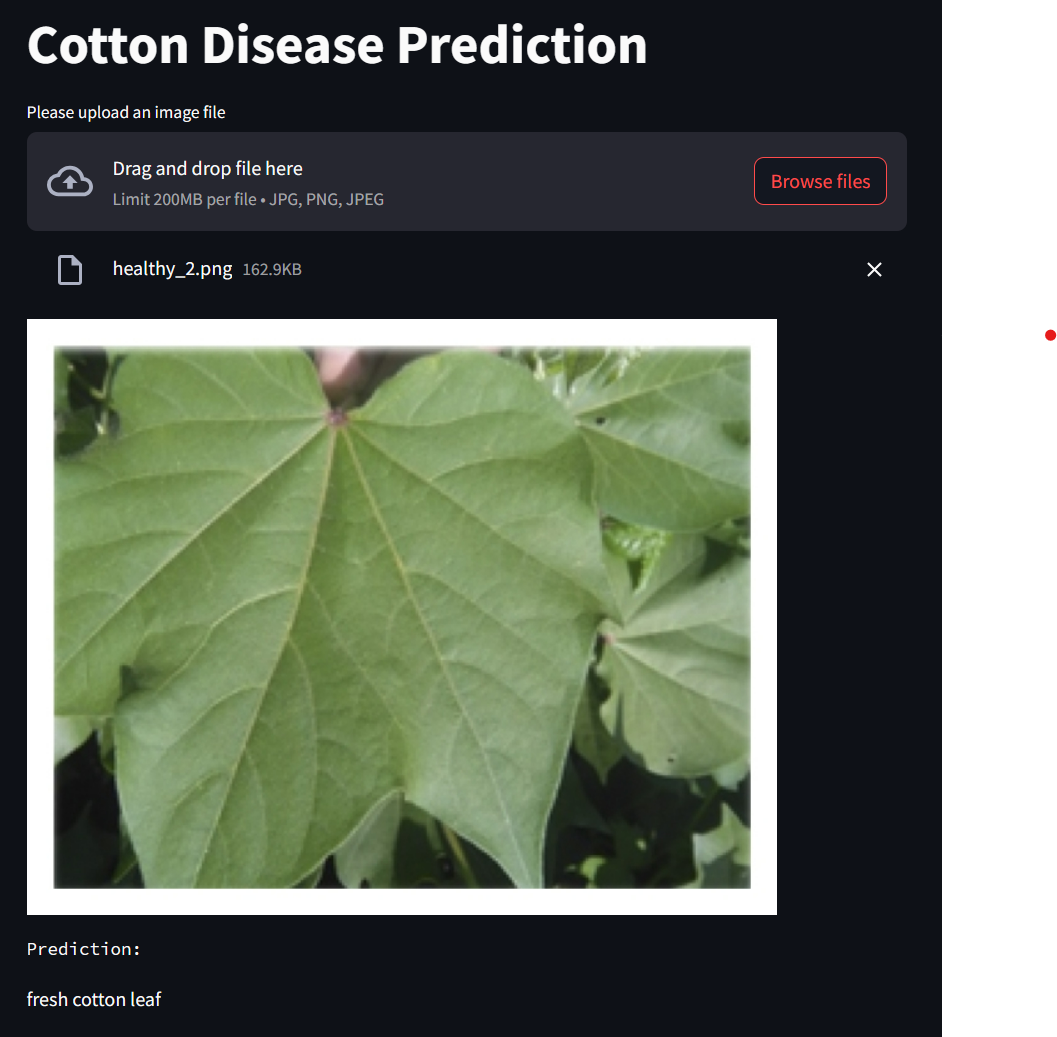 Cotton Disease Prediction
Please upload an image file
Drag and drop file here
Limit 200MB per file • JPG, PNG, JPEG
Browse files
healthy_2.png 162.9KB
Prediction:
fresh cotton leaf